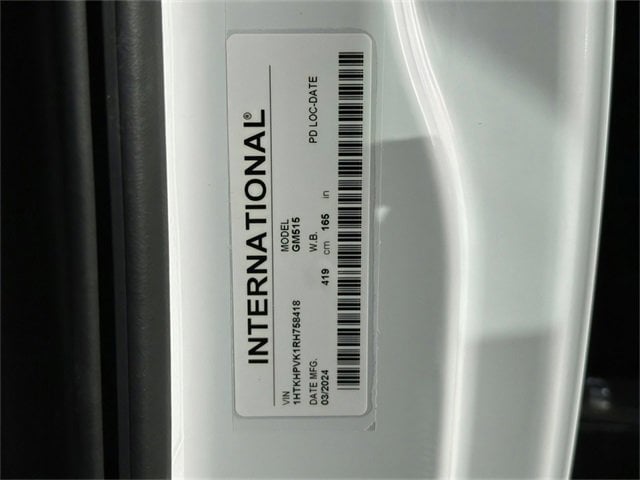 INTERNATIONAL®
VIN MODEL
1HTKHPVK1RH758418 GM515
DATE MFG. W.B. PD LOC-DATE
03/2024 419 cm 165 in